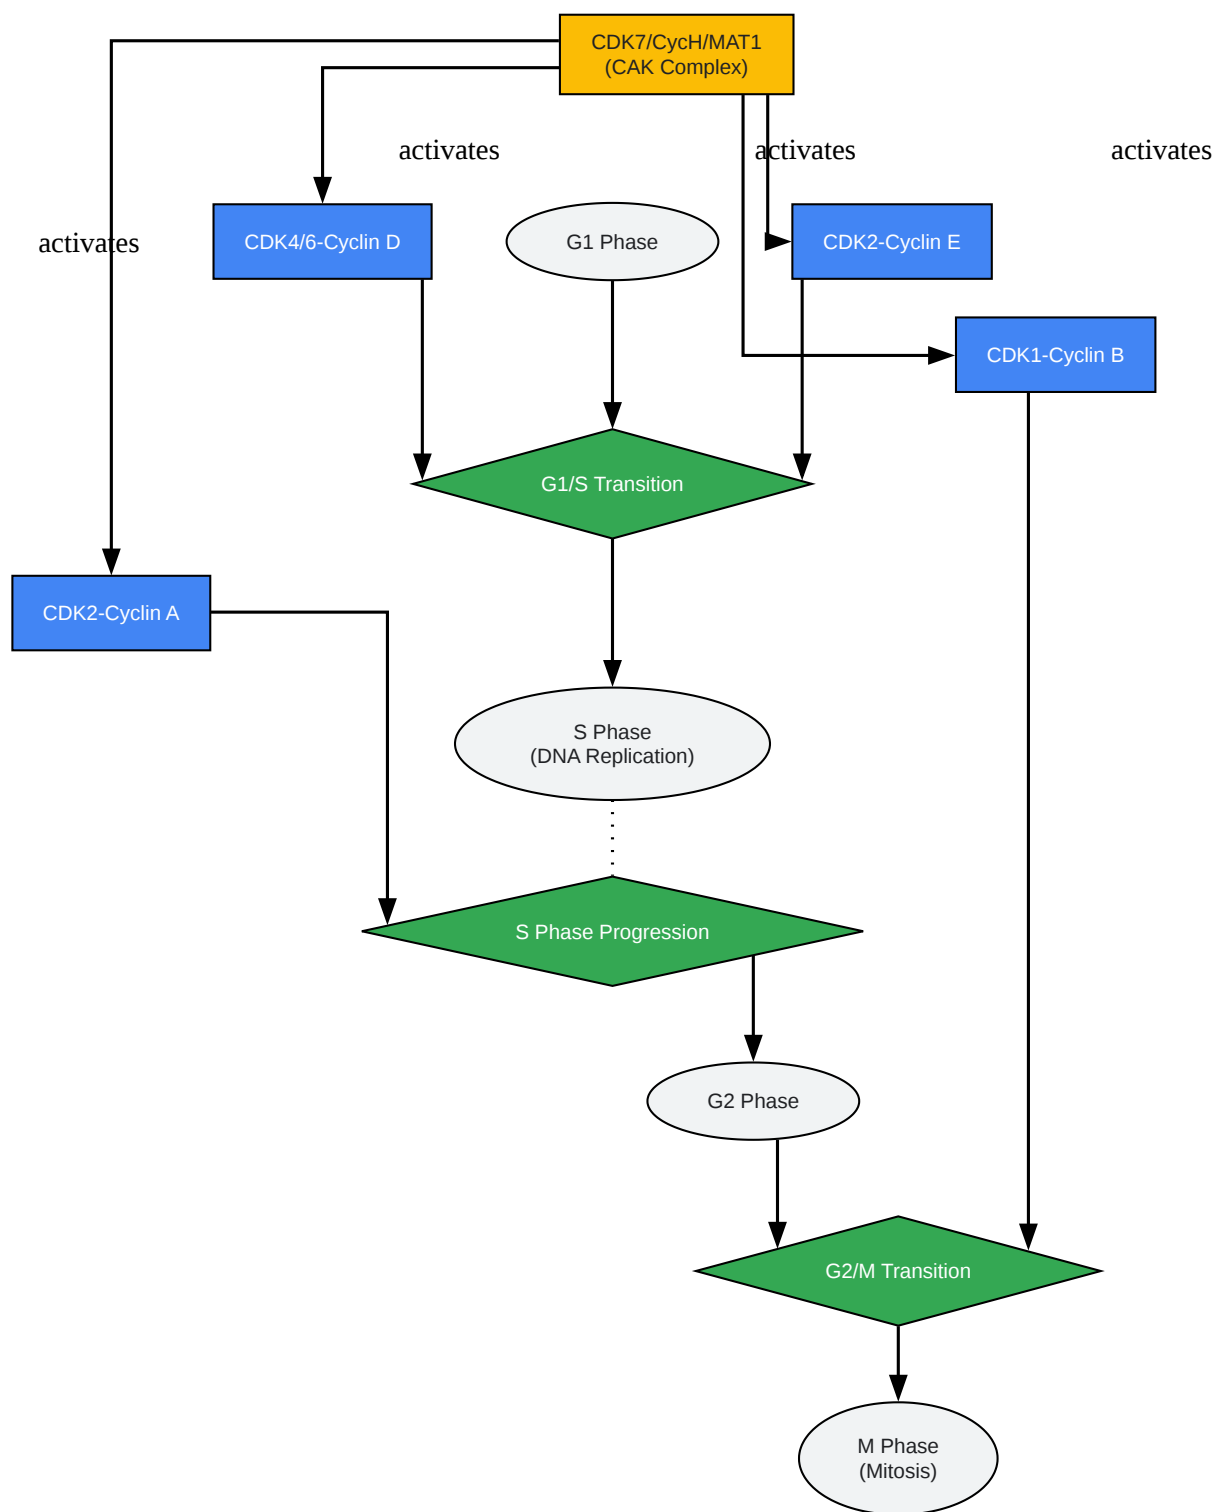 CDK7/CycH/MAT1
(CAK Complex)
activates
activates
activates
activates
CDK4/6-Cyclin D
G1 Phase
CDK2-Cyclin E
CDK1-Cyclin B
G1/S Transition
CDK2-Cyclin A
S Phase
(DNA Replication)
S Phase Progression
G2 Phase
G2/M Transition
M Phase
(Mitosis)